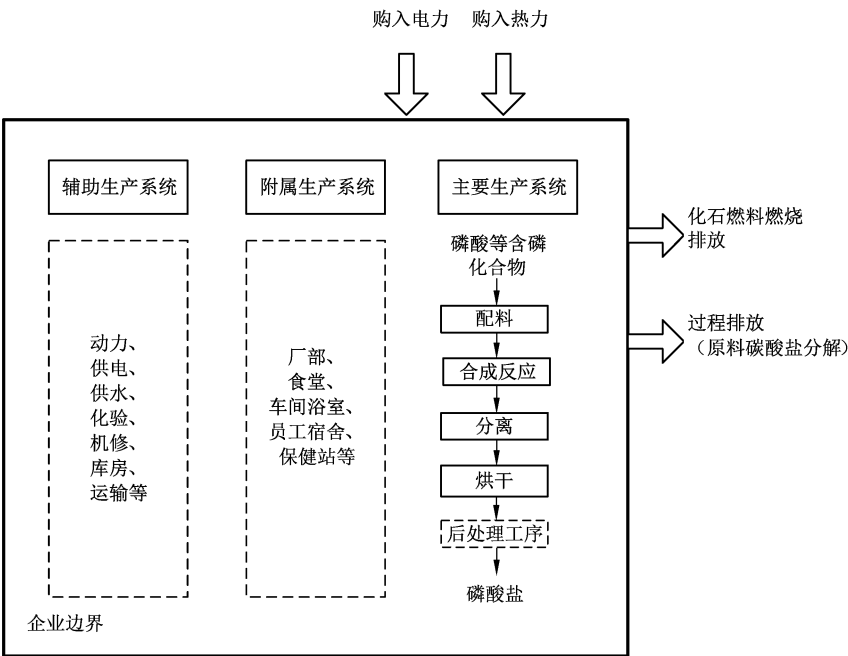 购入电力 购入热力
辅助生产系统
附属生产系统
主要生产系统
动力、
供电、
供水、
化验、
机修、
库房、
运输等
厂部、
食堂、
车间浴室、
员工宿舍、
保健站等
磷酸等含磷
化合物
配料
合成反应
分离
烘干
后处理工序
磷酸盐
化石燃料燃烧
排放
过程排放
（原料碳酸盐分解）
企业边界